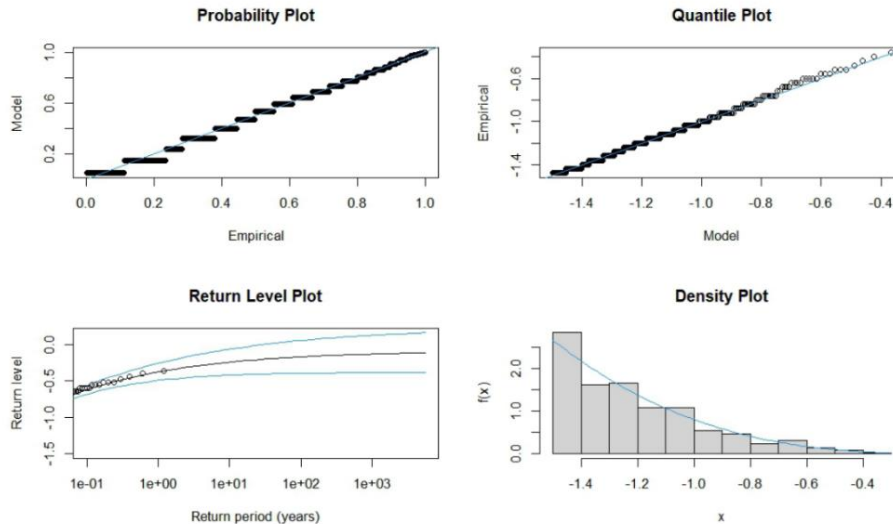 Probability Plot
Model
0.2 0.6 1.0
0.0 0.2 0.4 0.6 0.8 1.0
Empirical
Quantile Plot
Empirical
-1.4 -1.0 -0.6
-1.4 -1.2 -1.0 -0.8 -0.6 -0.4
Model
Return Level Plot
Return level
-1.5 -1.0 -0.5 0.0
1e-01 1e+00 1e+02 1e+03
Return period (years)
Density Plot
f(x)
0.0 1.0 2.0
-1.4 -1.2 -1.0 -0.8 -0.6 -0.4
x